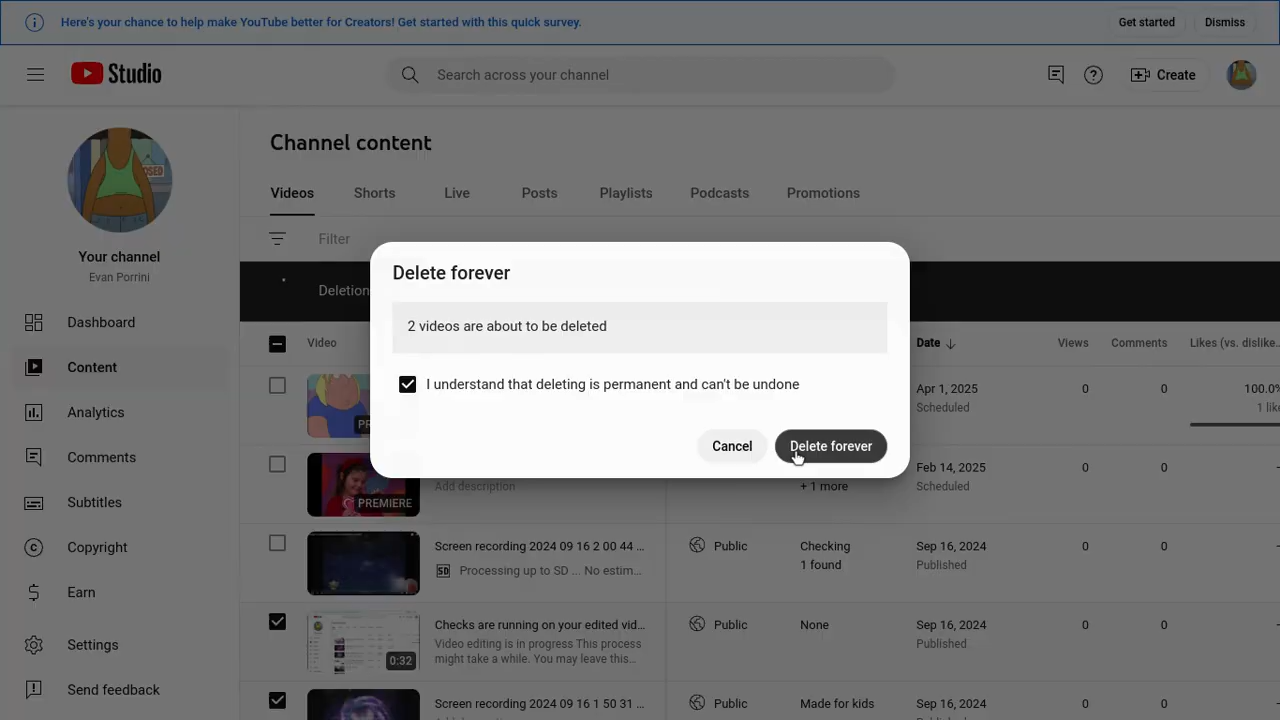 Here's your chance to help make YouTube better for Creators! Get started with this quick survey.
Get started
Dismiss
Studio
Search across your channel
Create
Your channel
Evan Porrini
Dashboard
Content
Analytics
Comments
Subtitles
Copyright
Earn
Settings
Send feedback
Channel content
Videos
Shorts
Live
Posts
Playlists
Podcasts
Promotions
Filter
Deletion
Video
Date
Views
Comments
Likes (vs. dislike...
Delete forever
2 videos are about to be deleted
I understand that deleting is permanent and can't be undone
Cancel
Delete forever
Apr 1, 2025
Scheduled
0
0
100.0%
1 like
PREMIERE
Add description
+ 1 more
Feb 14, 2025
Scheduled
0
0
Screen recording 2024 09 16 2 00 44 ...
SD Processing up to SD ... No estim...
Public
Checking
1 found
Sep 16, 2024
Published
0
0
0:32
Checks are running on your edited vid...
Video editing is in progress This process
might take a while. You may leave this...
Public
None
Sep 16, 2024
Published
0
0
Screen recording 2024 09 16 1 50 31 ...
Public
Made for kids
Sep 16, 2024
0
0